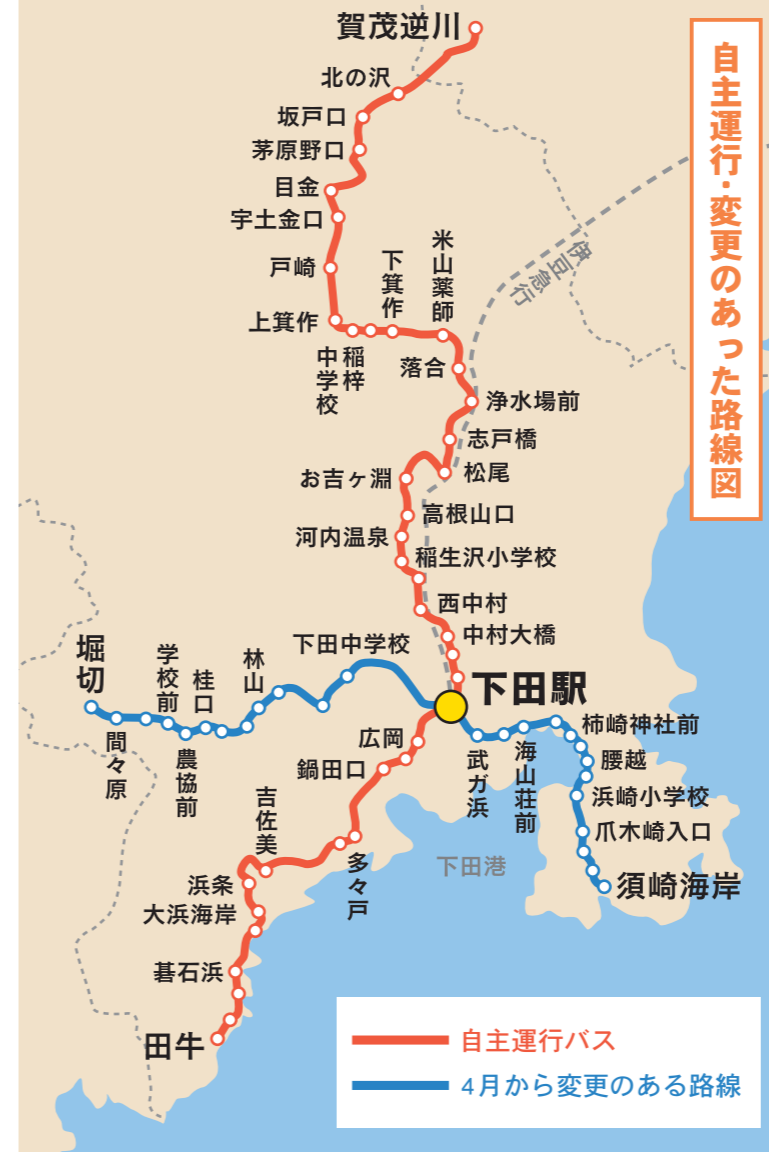 自主運行・変更のあった路線図
賀茂逆川
北の沢
坂戸口
茅原野口
目金
宇土金口
戸崎
上箕作
稲梓
中学校
下箕作
米山薬師
落合
伊豆急行
浄水場前
志戸橋
松尾
お吉ヶ淵
高根山口
河内温泉
稲生沢小学校
西中村
中村大橋
下田駅
堀切
間々原
学校前
農協前
桂口
林山
下田中学校
広岡
鍋田口
多々戸
吉佐美
浜条
大浜海岸
碁石浜
田牛
武ガ浜
海山荘前
柿崎神社前
腰越
浜崎小学校
爪木崎入口
須崎海岸
下田港
自主運行バス
4月から変更のある路線